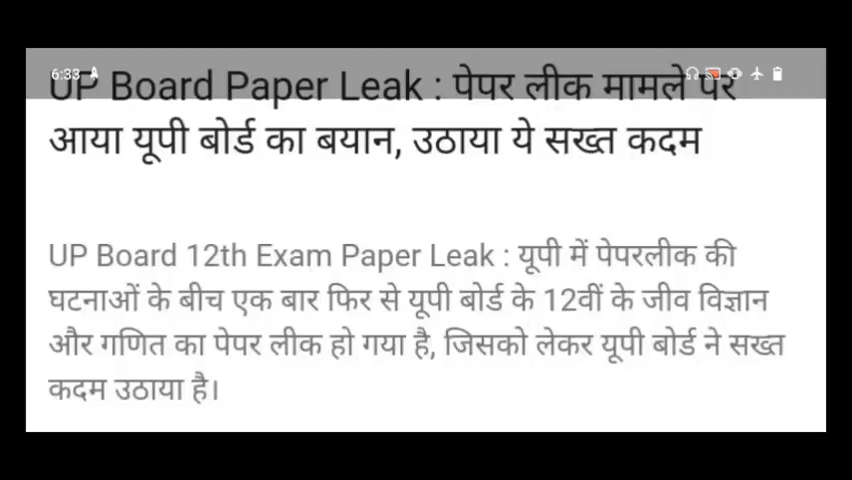 6:33
UP Board Paper Leak : पेपर लीक मामले पर
आया यूपी बोर्ड का बयान, उठाया ये सख्त कदम
UP Board 12th Exam Paper Leak : यूपी में पेपरलीक की
घटनाओं के बीच एक बार फिर से यूपी बोर्ड के 12वीं के जीव विज्ञान
और गणित का पेपर लीक हो गया है, जिसको लेकर यूपी बोर्ड ने सख्त
कदम उठाया है।